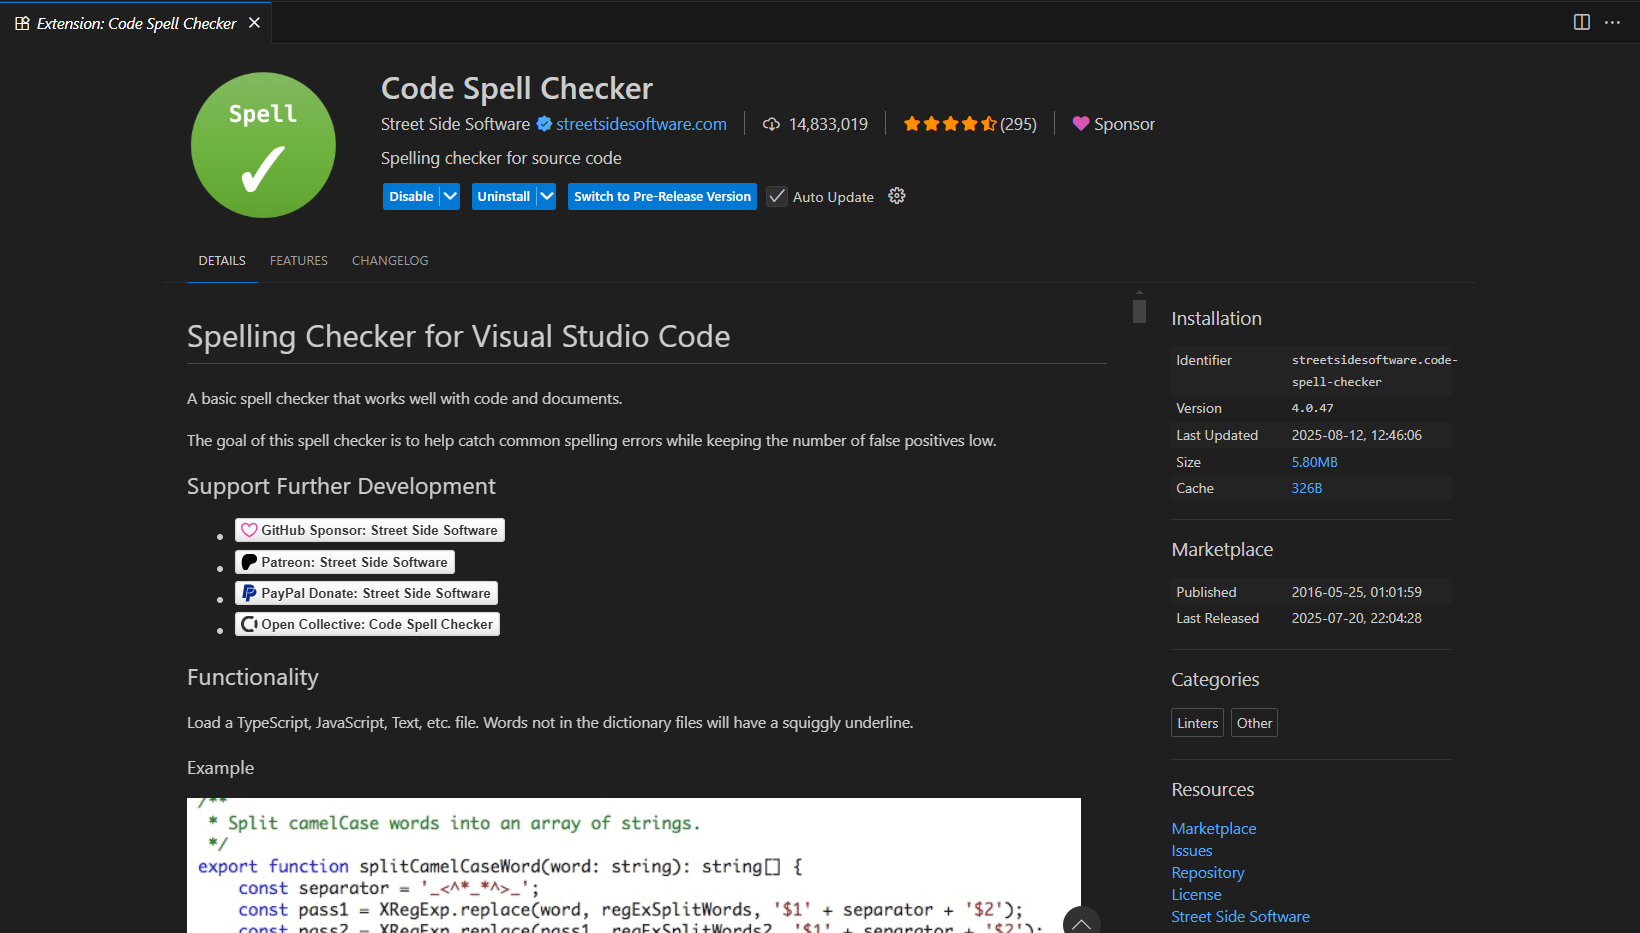 Extension: Code Spell Checker
Spell
Code Spell Checker
Street Side Software streetsidesoftware.com 14,833,019 (295) Sponsor
Spelling checker for source code
Disable Uninstall Switch to Pre-Release Version Auto Update
DETAILS FEATURES CHANGELOG
Spelling Checker for Visual Studio Code
A basic spell checker that works well with code and documents.
The goal of this spell checker is to help catch common spelling errors while keeping the number of false positives low.
Support Further Development
GitHub Sponsor: Street Side Software
Patreon: Street Side Software
PayPal Donate: Street Side Software
Open Collective: Code Spell Checker
Functionality
Load a TypeScript, JavaScript, Text, etc. file. Words not in the dictionary files will have a squiggly underline.
Example
/**
* Split camelCase words into an array of strings.
*/
export function splitCamelCaseWord(word: string): string[] {
const separator = '_<^*_*^>_';
const pass1 = XRegExp.replace(word, regExSplitWords, '$1' + separator + '$2');
const pass2 = XRegExp.replace(pass1, regExSplitWords2, '$1' + separator + '$2');
Installation
Identifier streetsidesoftware.code-
spell-checker
Version 4.0.47
Last Updated 2025-08-12, 12:46:06
Size 5.80MB
Cache 326B
Marketplace
Published 2016-05-25, 01:01:59
Last Released 2025-07-20, 22:04:28
Categories
Linters Other
Resources
Marketplace
Issues
Repository
License
Street Side Software